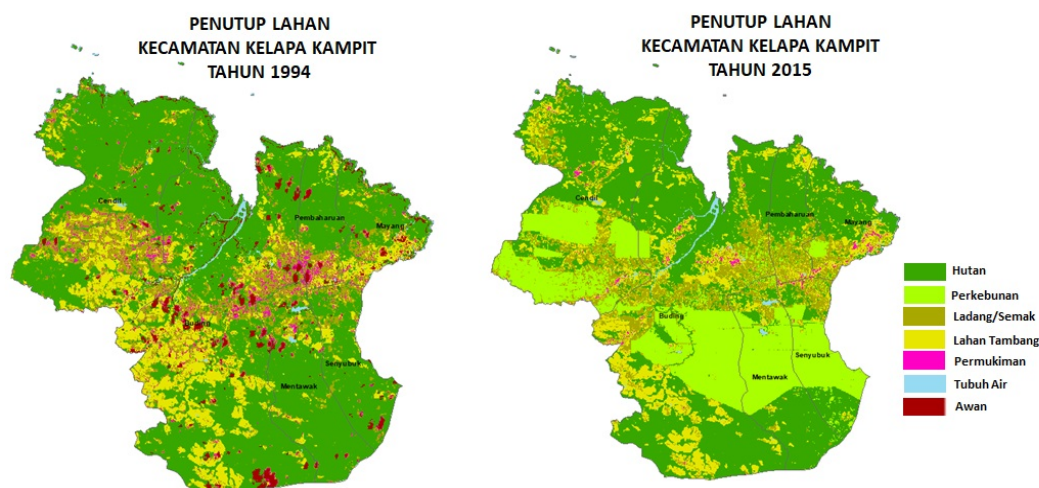 PENUTUP LAHAN
KECAMATAN KELAPA KAMPIT
TAHUN 1994
Cendil
Pembaharuan
Mayang
Senyubuk
Mentawak
PENUTUP LAHAN
KECAMATAN KELAPA KAMPIT
TAHUN 2015
Cendil
Pembaharuan
Mayang
Buding
Senyubuk
Mentawak
Hutan
Perkebunan
Ladang/Semak
Lahan Tambang
Permukiman
Tubuh Air
Awan